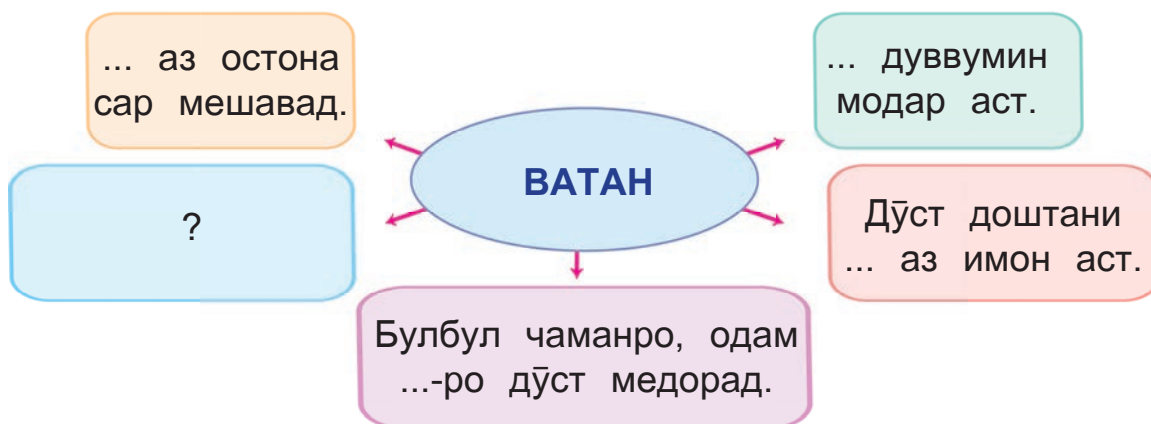 ... аз остона
сар мешавад.
... дуввумин
модар аст.
ВАТАН
?
Дӯст доштани
... аз имон аст.
Булбул чаманро, одам
...-ро дӯст медорад.